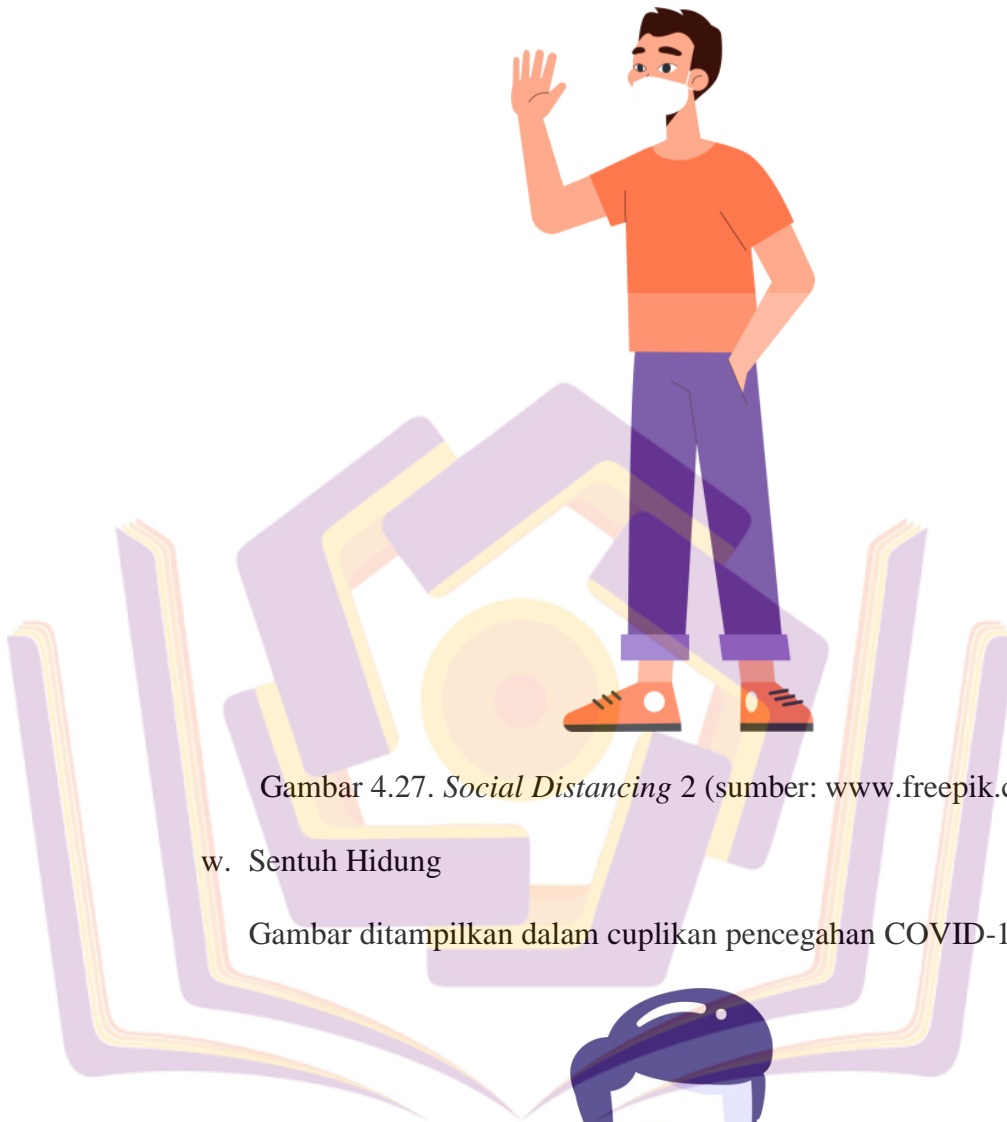 Gambar 4.27. Social Distancing 2 (sumber: www.freepik.c
w. Sentuh Hidung
Gambar ditampilkan dalam cuplikan pencegahan COVID-1